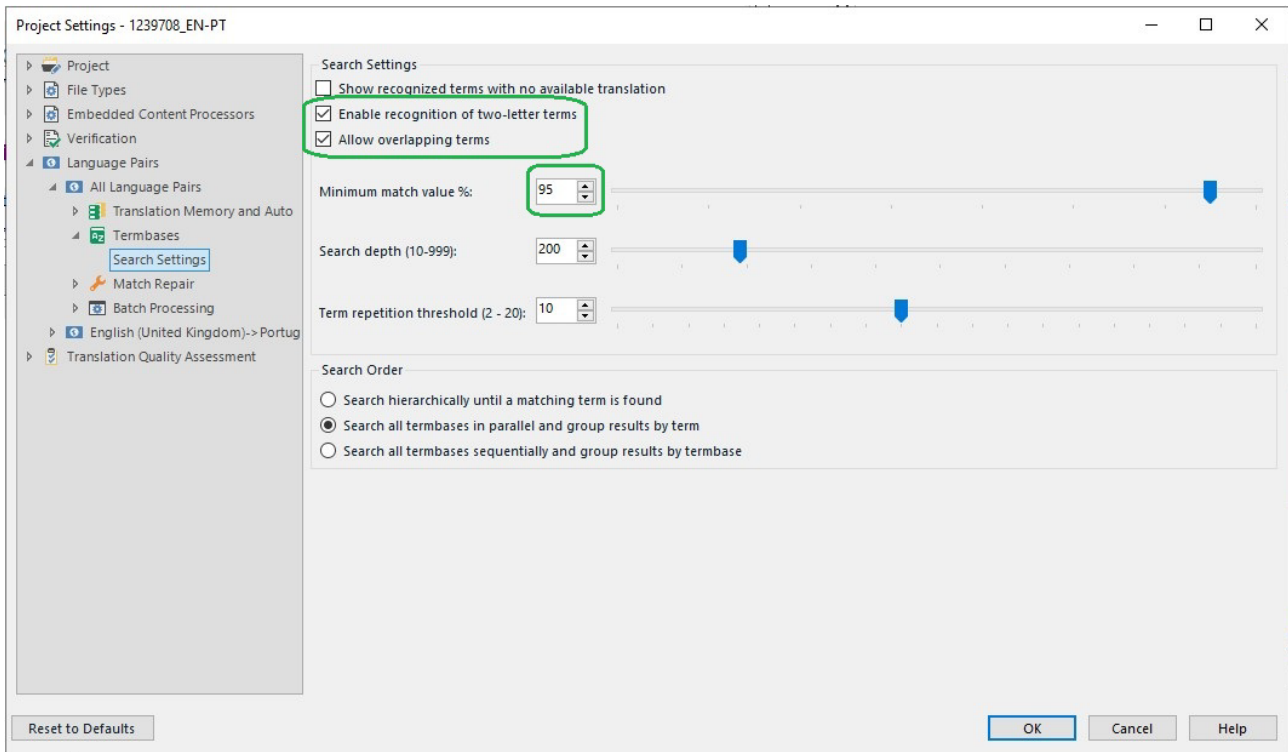 Project Settings - 1239708_EN-PT
Project
File Types
Embedded Content Processors
Verification
Language Pairs
All Language Pairs
Translation Memory and Auto
Termbases
Search Settings
Match Repair
Batch Processing
English (United Kingdom)->Portug
Translation Quality Assessment
Search Settings
Show recognized terms with no available translation
Enable recognition of two-letter terms
Allow overlapping terms
Minimum match value %: 95
Search depth (10-999): 200
Term repetition threshold (2 - 20): 10
Search Order
Search hierarchically until a matching term is found
Search all termbases in parallel and group results by term
Search all termbases sequentially and group results by termbase
Reset to Defaults
OK Cancel Help